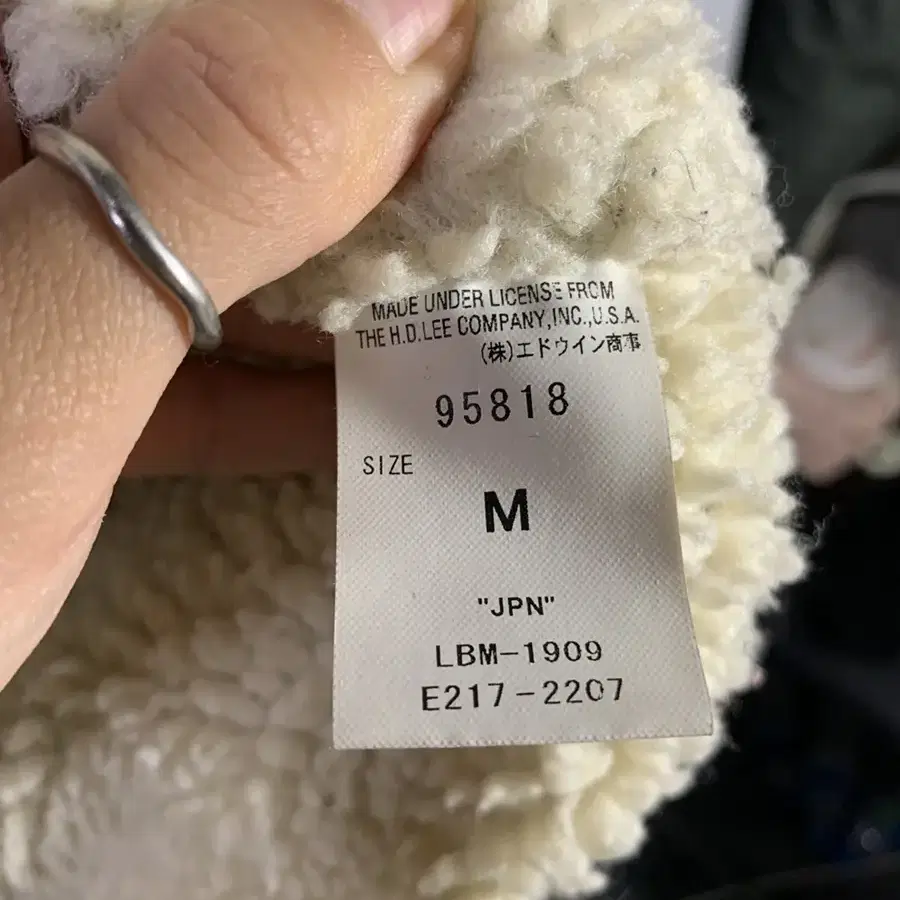 MADE UNDER LICENSE FROM
THE H.D.LEE COMPANY,INC.,U.S.A.
(株)エドウイン商事
95818
SIZE
M
"JPN"
LBM-1909
E217-2207